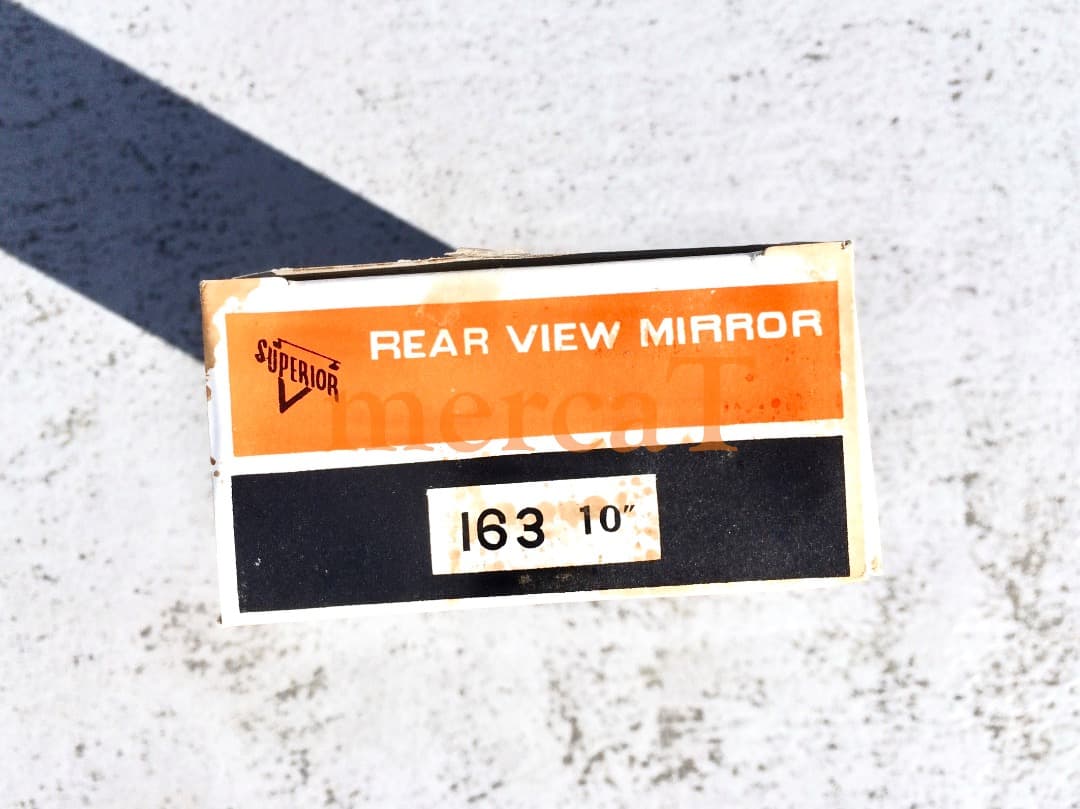 REAR VIEW MIRROR
SUPERIOR
mercaT
163 10"